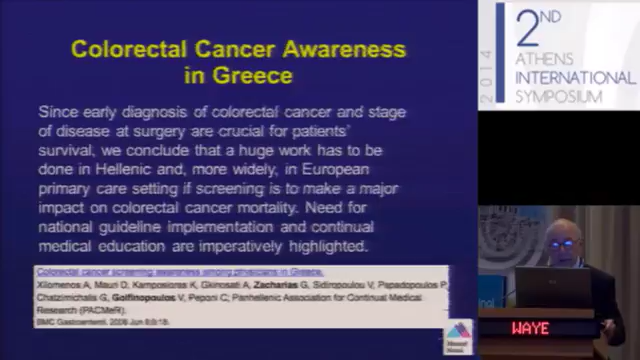 Colorectal Cancer Awareness
in Greece
Since early diagnosis of colorectal cancer and stage
of disease at surgery are crucial for patients'
survival, we conclude that a huge work has to be
done in Hellenic and, more widely, in European
primary care setting if screening is to make a major
impact on colorectal cancer mortality. Need for
national guideline implementation and continual
medical education are imperatively highlighted.
Colorectal cancer screening awareness among physicians in Greece.
Xilomenos A, Mauri D, Kamposioras K, Gkinosati A, Zacharias G, Sidiropoulou V, Papadopoulos P,
Chatzimichalis G, Golfinopoulos V, Peponi C; Panhellenic Association for Continual Medical
Research (PACMeR).
BMC Gastroenterol. 2006 Jun 6;6:18.
Mount
Sinai
2014
2ND
ATHENS
INTERNATIONAL
SYMPOSIUM
WAYE